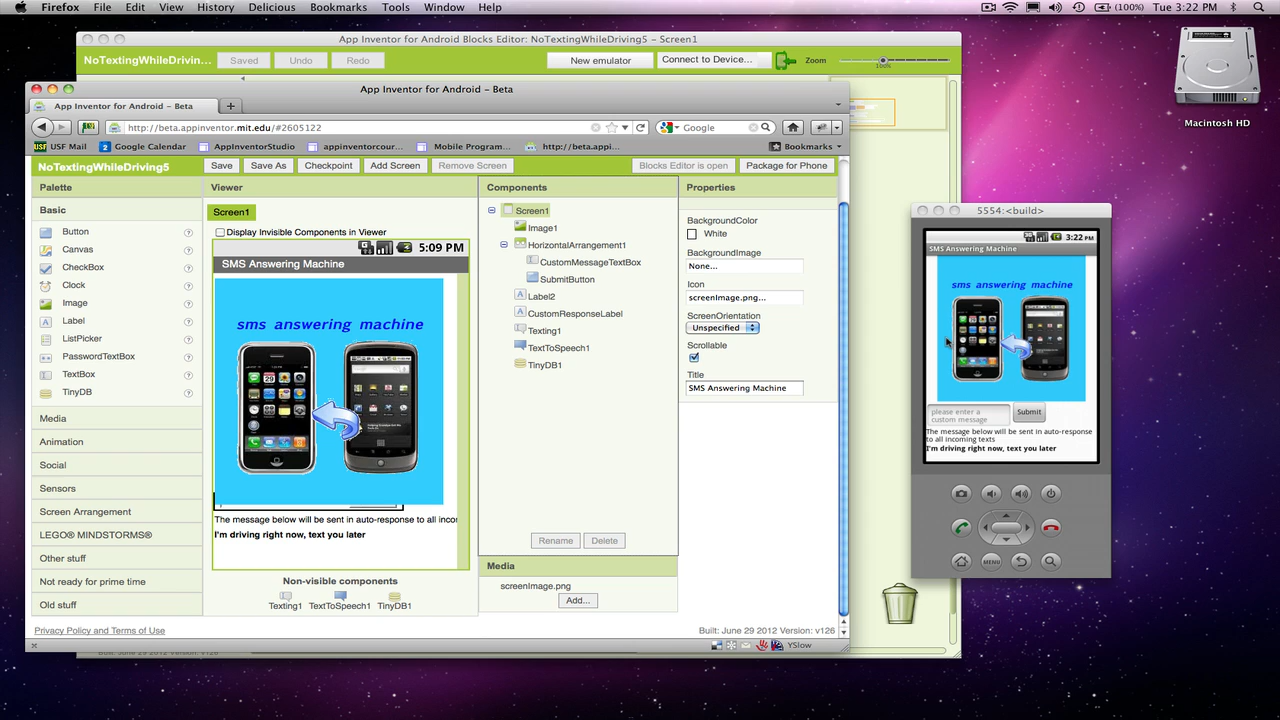 Firefox File Edit View History Delicious Bookmarks Tools Window Help (100%) Tue 3:22 PM
Macintosh HD
App Inventor for Android Blocks Editor: NoTextingWhileDriving5 - Screen1
NoTextingWhileDrivin... Saved Undo Redo New emulator Connect to Device... Zoom
100%
App Inventor for Android - Beta
App Inventor for Android - Beta
http://beta.appinventor.mit.edu/#2605122 Google
USF Mail Google Calendar AppInventorStudio appinventorcour... Mobile Program... http://beta.appi... Bookmarks
NoTextingWhileDriving5 Save Save As Checkpoint Add Screen Remove Screen Blocks Editor is open Package for Phone
Palette
Basic
Button
Canvas
CheckBox
Clock
Image
Label
ListPicker
PasswordTextBox
TextBox
TinyDB
Media
Animation
Social
Sensors
Screen Arrangement
LEGO® MINDSTORMS®
Other stuff
Not ready for prime time
Old stuff
Viewer
Screen1
Display Invisible Components in Viewer
5:09 PM
SMS Answering Machine
sms answering machine
The message below will be sent in auto-response to all incor
I'm driving right now, text you later
Non-visible components
Texting1 TextToSpeech1 TinyDB1
Components
Screen1
Image1
HorizontalArrangement1
CustomMessageTextBox
SubmitButton
Label2
CustomResponseLabel
Texting1
TextToSpeech1
TinyDB1
Rename Delete
Media
screenImage.png
Add...
Properties
BackgroundColor
White
BackgroundImage
None...
Icon
screenImage.png...
ScreenOrientation
Unspecified
Scrollable
Title
SMS Answering Machine
Privacy Policy and Terms of Use Built: June 29 2012 Version: v126
YSlow
5554:<build>
3:22 PM
SMS Answering Machine
sms answering machine
please enter a
custom message
Submit
The message below will be sent in auto-response
to all incoming texts
I'm driving right now, text you later
MENU